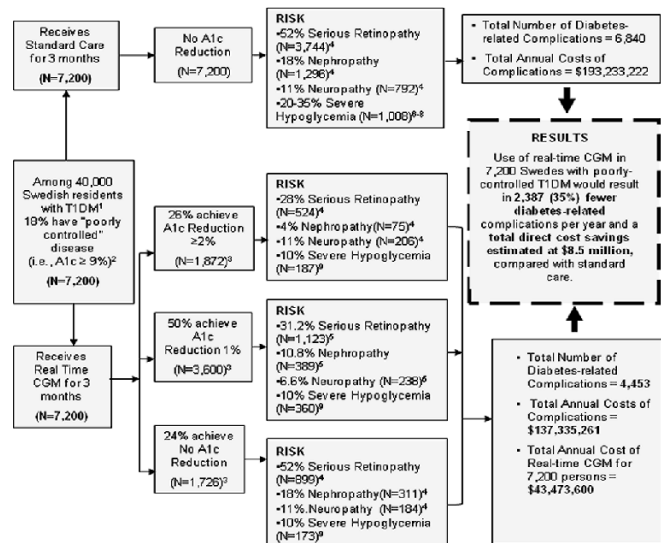 Receives
Standard Care
for 3 months
(N=7,200)
No A1c
Reduction
(N=7,200)
RISK
▪52% Serious Retinopathy
(N=3,744)⁴
▪18% Nephropathy
(N=1,296)⁴
▪11% Neuropathy (N=792)⁴
▪20-35% Severe
Hypoglycemia (N=1,008)⁶⁻⁸
▪ Total Number of Diabetes-
related Complications = 6,840
▪ Total Annual Costs of
Complications = $193,233,222
RESULTS
Use of real-time CGM in
7,200 Swedes with poorly-
controlled T1DM would result
in 2,387 (35%) fewer
diabetes-related
complications per year and a
total direct cost savings
estimated at $8.5 million,
compared with standard
care.
Among 40,000
Swedish residents
with T1DM¹
18% have "poorly
controlled"
disease
(i.e., A1c ≥ 9%)²
(N=7,200)
26% achieve
A1c Reduction
≥2%
(N=1,872)³
RISK
▪28% Serious Retinopathy
(N=524)⁴
▪4% Nephropathy(N=75)⁴
▪11% Neuropathy (N=206)⁴
▪10% Severe Hypoglycemia
(N=187)⁹
50% achieve
A1c
Reduction 1%
(N=3,600)³
RISK
▪31.2% Serious Retinopathy
(N=1,123)⁵
▪10.8% Nephropathy
(N=389)⁵
▪6.6% Neuropathy (N=238)⁵
▪10% Severe Hypoglycemia
(N=360)⁹
Receives
Real Time
CGM for 3
months
(N=7,200)
24% achieve
No A1c
Reduction
(N=1,726)³
RISK
▪52% Serious Retinopathy
(N=899)⁴
▪18% Nephropathy(N=311)⁴
▪11%.Neuropathy (N=184)⁴
▪10% Severe Hypoglycemia
(N=173)⁹
▪ Total Number of
Diabetes-related
Complications = 4,453
▪ Total Annual Costs of
Complications =
$137,335,261
▪ Total Annual Cost of
Real-time CGM for
7,200 persons =
$43,473,600